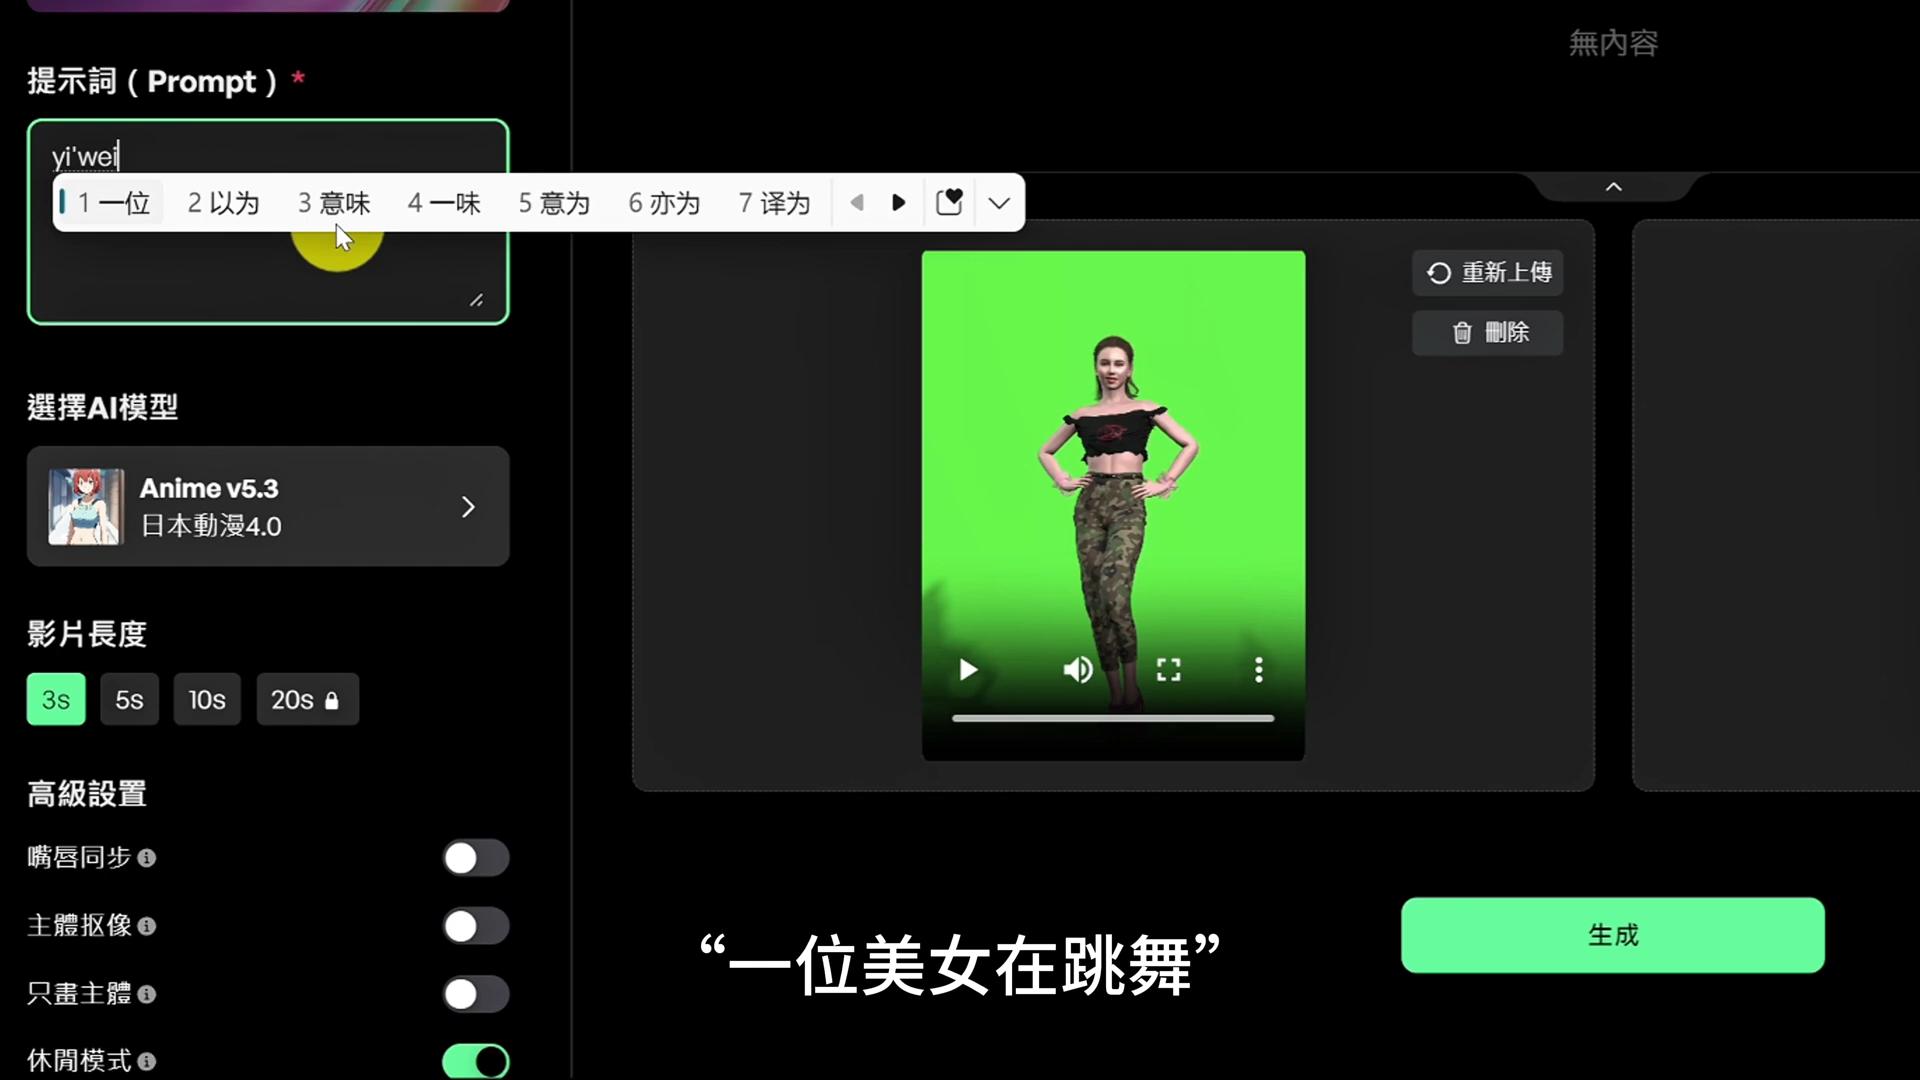 提示詞 ( Prompt ) *
yi'wei
1 一位 2 以为 3 意味 4 一味 5 意为 6 亦为 7 译为
選擇AI模型
Anime v5.3
日本動漫4.0
影片長度
3s 5s 10s 20s
高級設置
嘴唇同步
主體抠像
只畫主體
休閒模式
無內容
重新上傳
刪除
“一位美女在跳舞”
生成